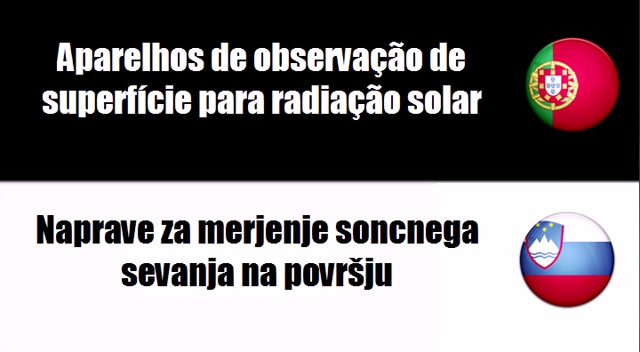 Aparelhos de observação de
superfície para radiação solar
Naprave za merjenje soncnega
sevanja na površju